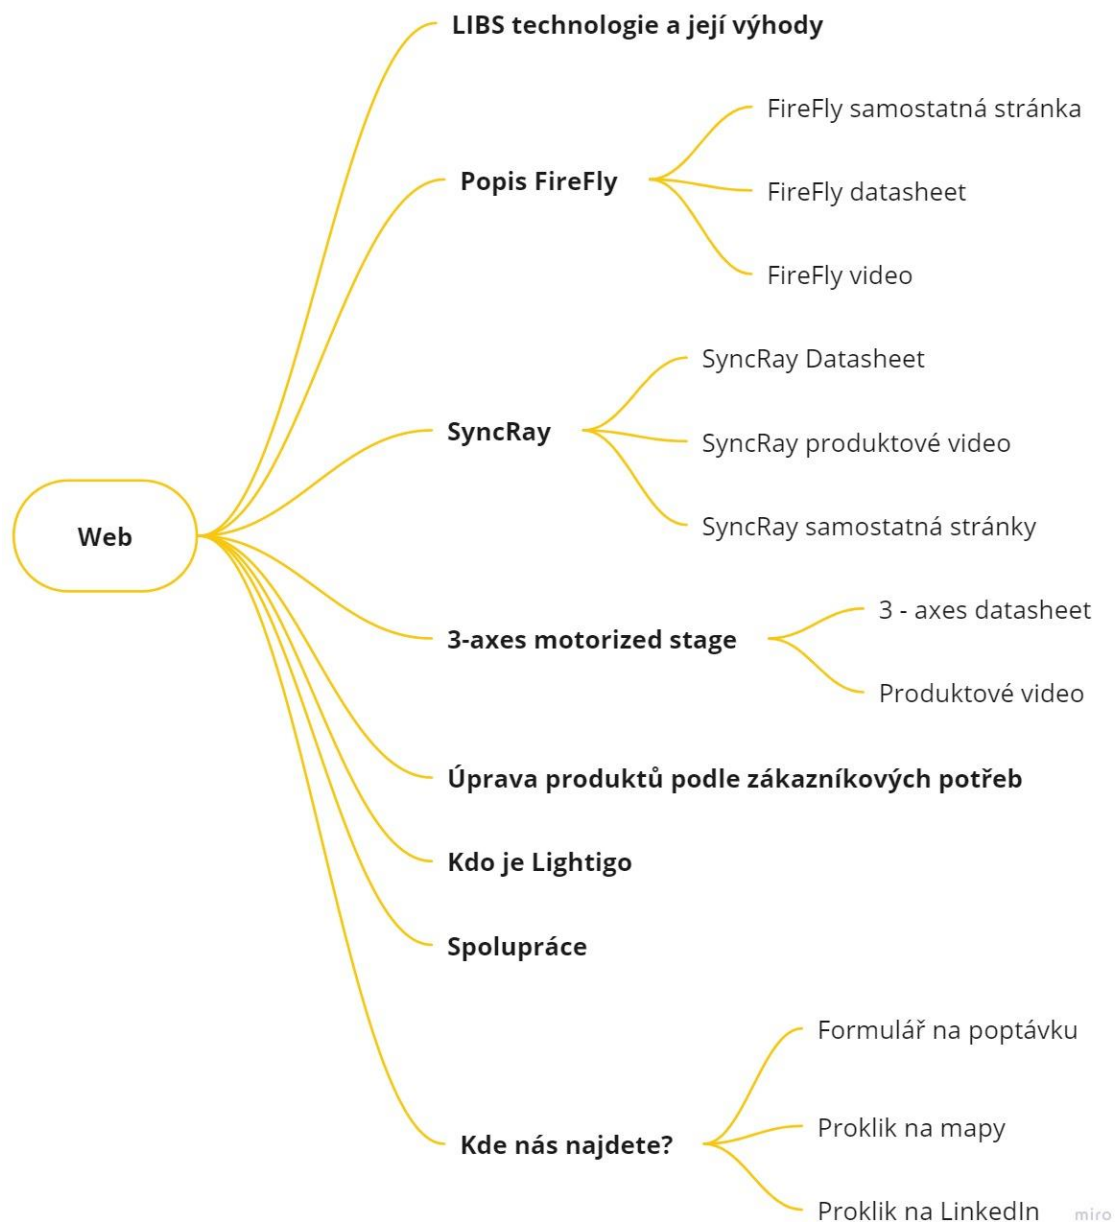 LIBS technologie a její výhody
Popis FireFly
FireFly samostatná stránka
FireFly datasheet
FireFly video
SyncRay
SyncRay Datasheet
SyncRay produktové video
SyncRay samostatná stránky
Web
3-axes motorized stage
3 - axes datasheet
Produktové video
Úprava produktů podle zákazníkových potřeb
Kdo je Lightigo
Spolupráce
Kde nás najdete?
Formulář na poptávku
Proklik na mapy
Proklik na LinkedIn
miro